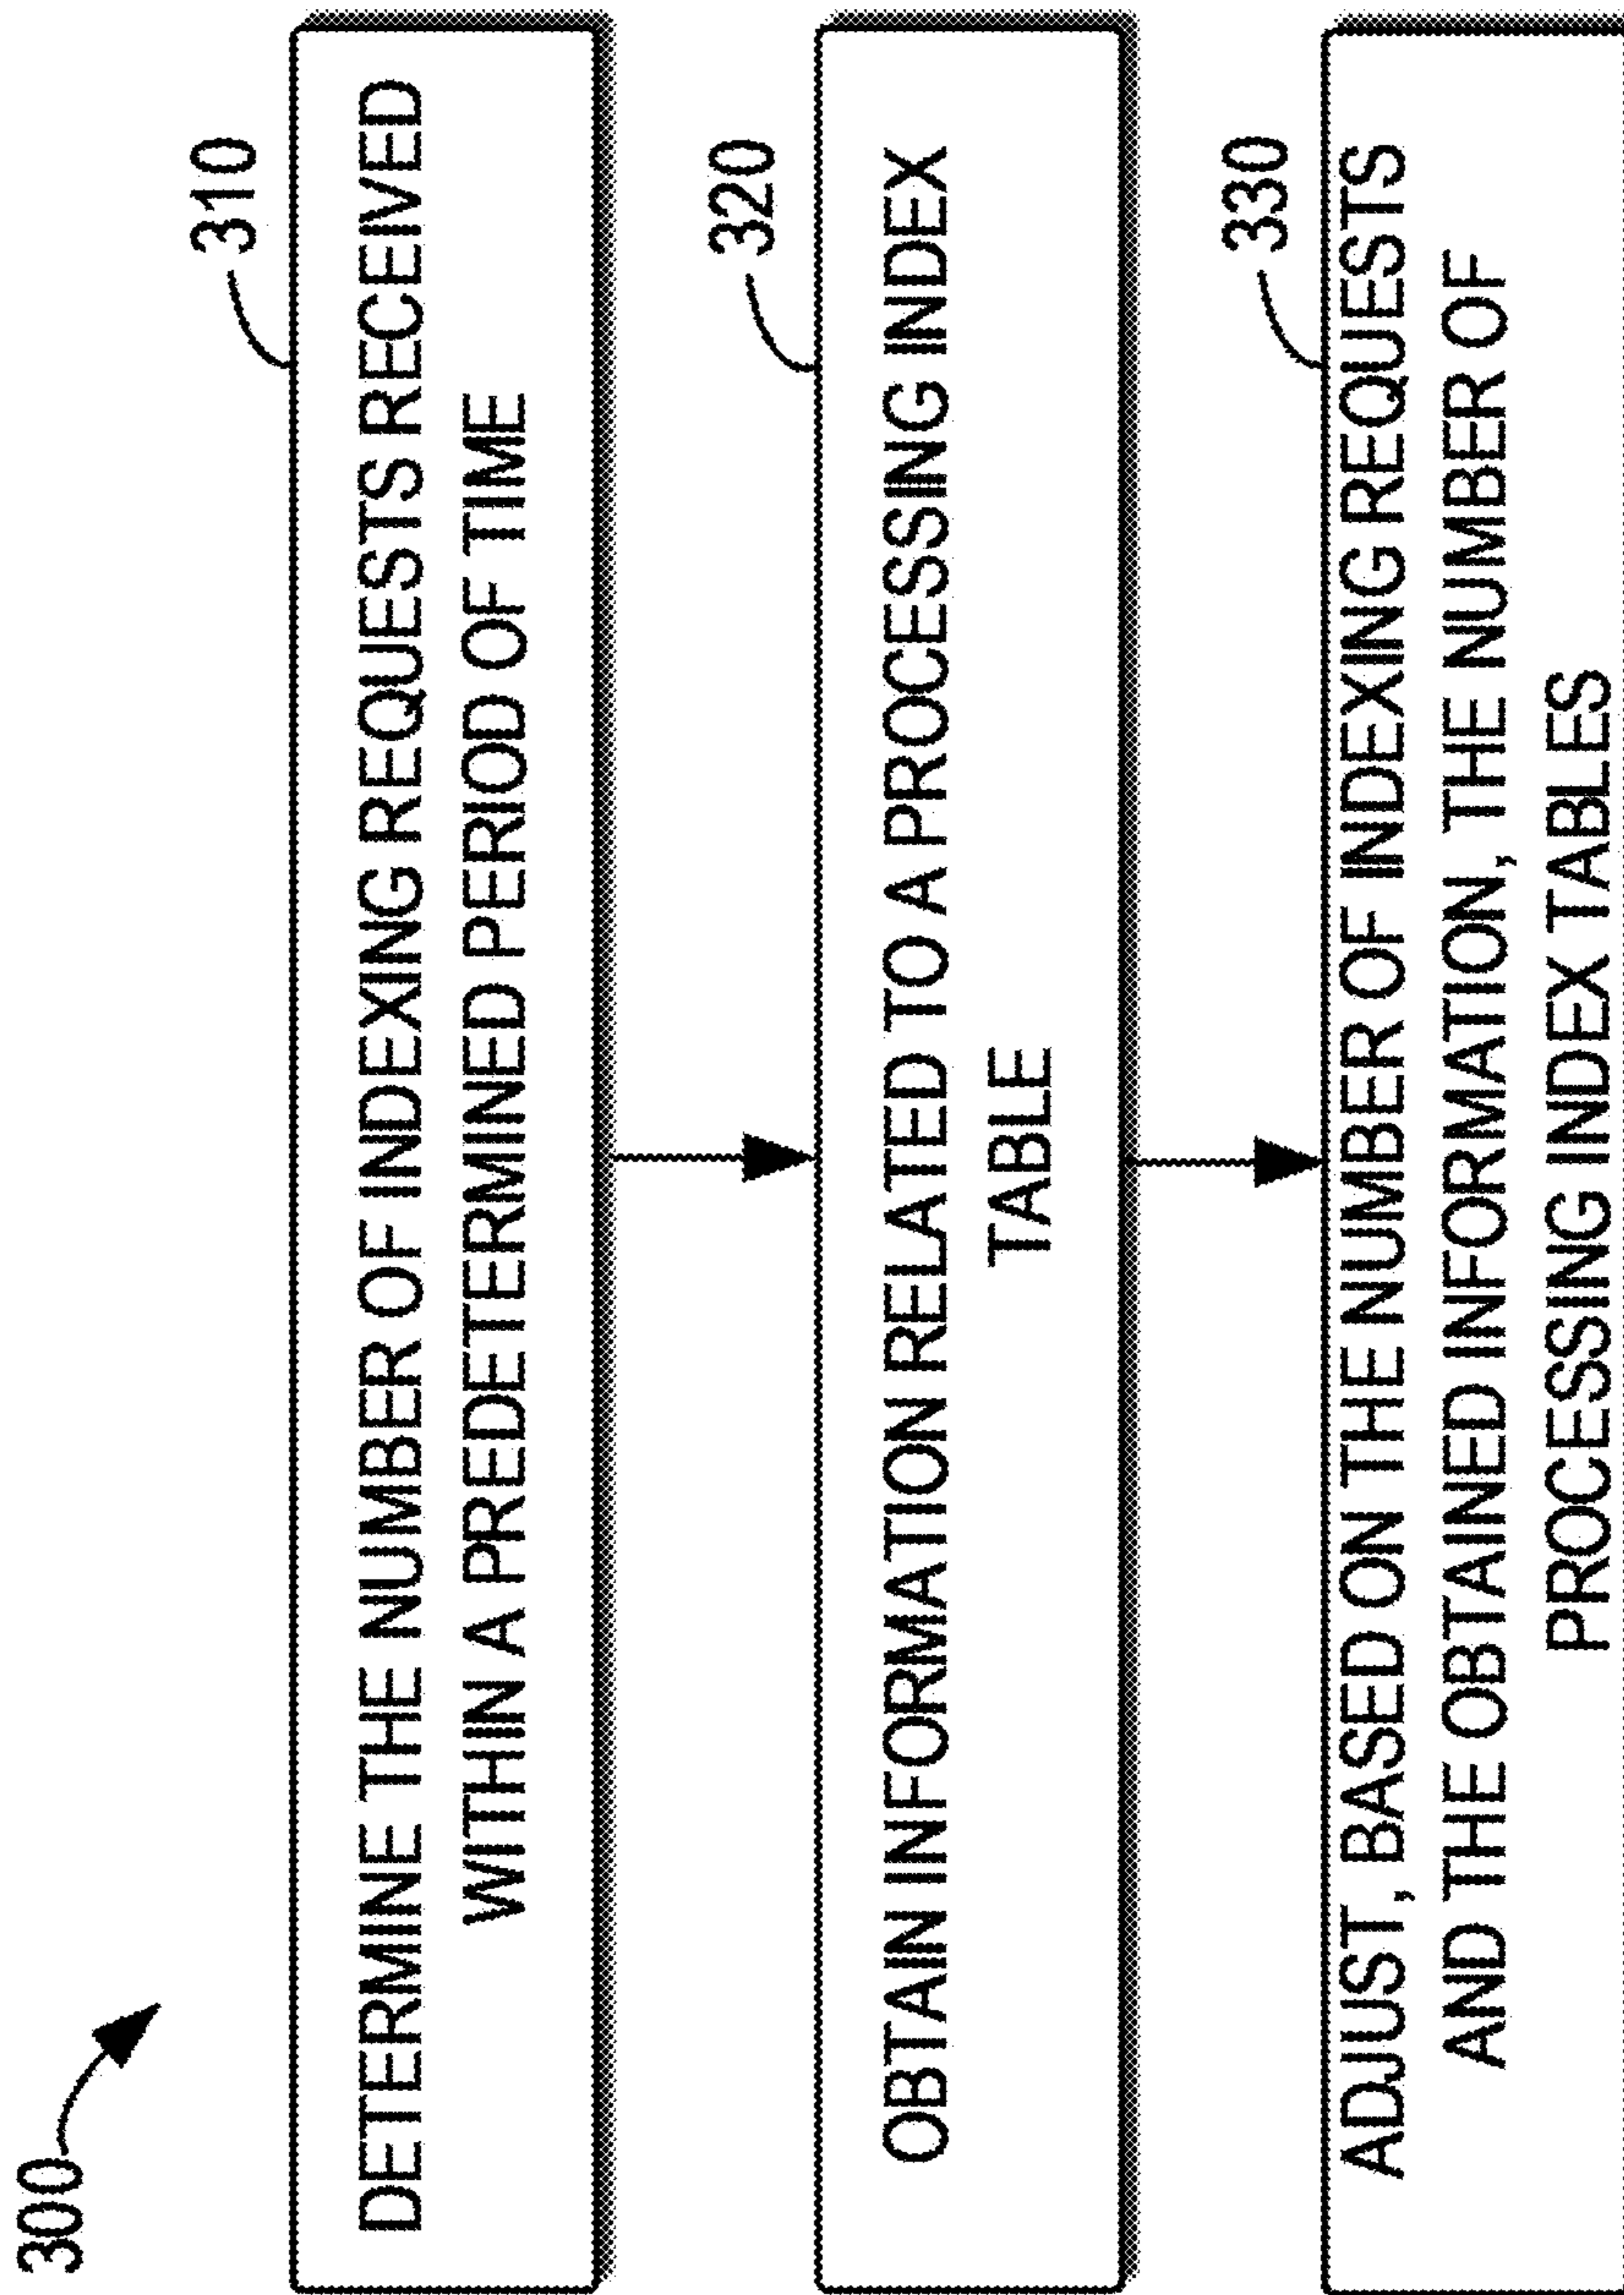 300
310
DETERMINE THE NUMBER OF INDEXING REQUESTS RECEIVED
WITHIN A PREDETERMINED PERIOD OF TIME
320
OBTAIN INFORMATION RELATED TO A PROCESSING INDEX
TABLE
330
ADJUST, BASED ON THE NUMBER OF INDEXING REQUESTS
AND THE OBTAINED INFORMATION, THE NUMBER OF
PROCESSING INDEX TABLES